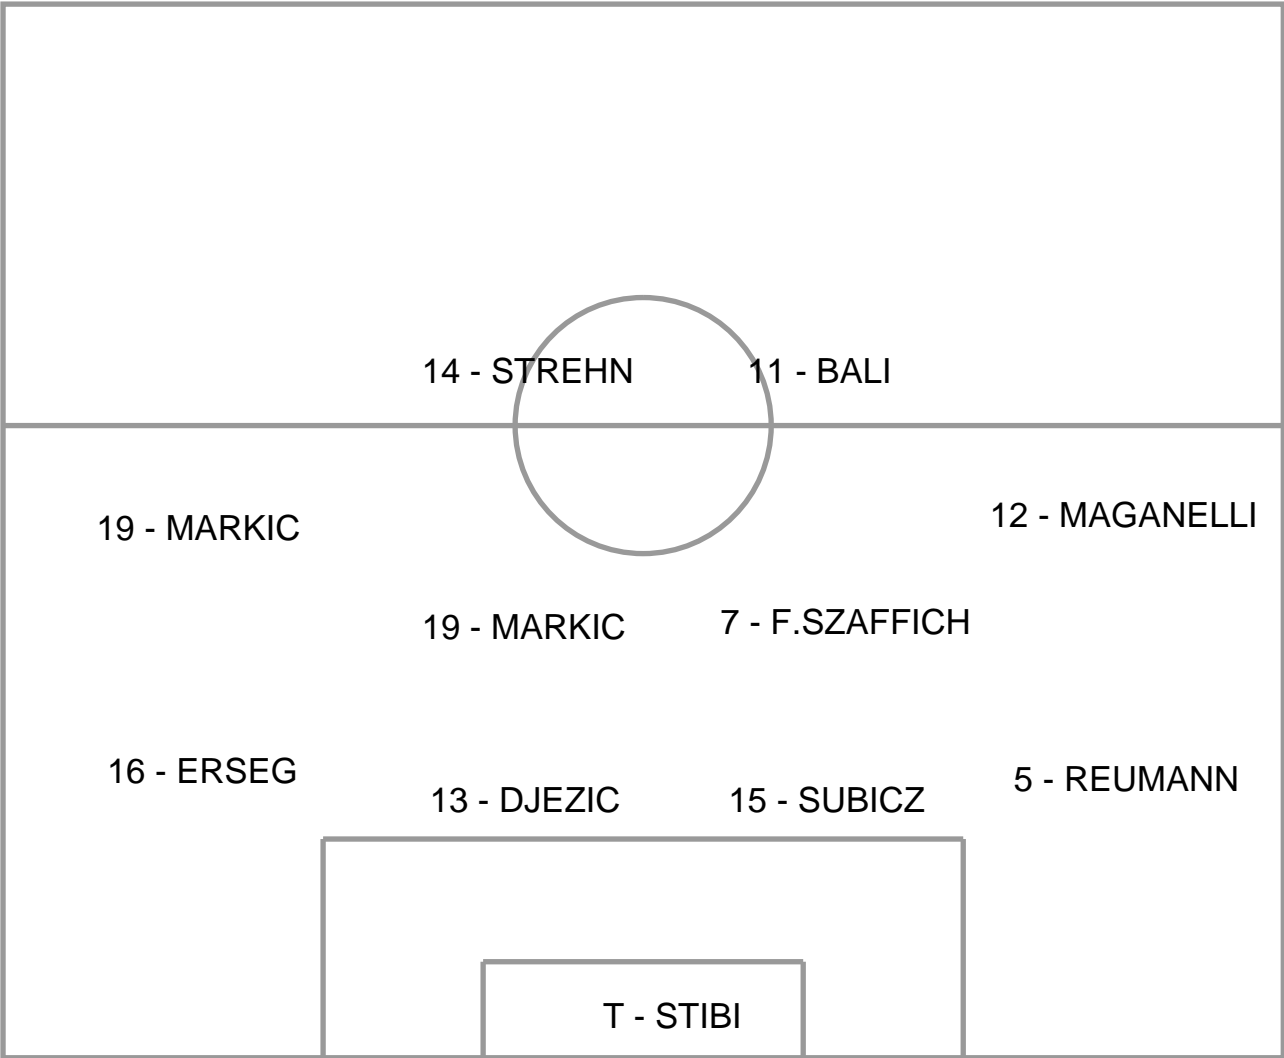 14 - STREHN
11 - BALI
19 - MARKIC
12 - MAGANELLI
19 - MARKIC
7 - F.SZAFFICH
16 - ERSEG
5 - REUMANN
13 - DJEZIC
15 - SUBICZ
T - STIBI